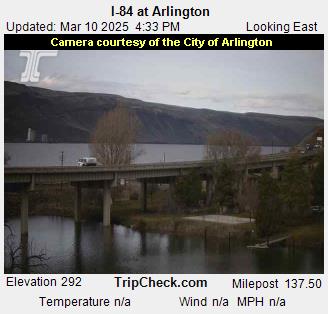 I-84 at Arlington
Updated: Mar 10 2025 4:33 PM Looking East
Camera courtesy of the City of Arlington
Elevation 292 TripCheck.com Milepost 137.50
Temperature n/a Wind n/a MPH n/a